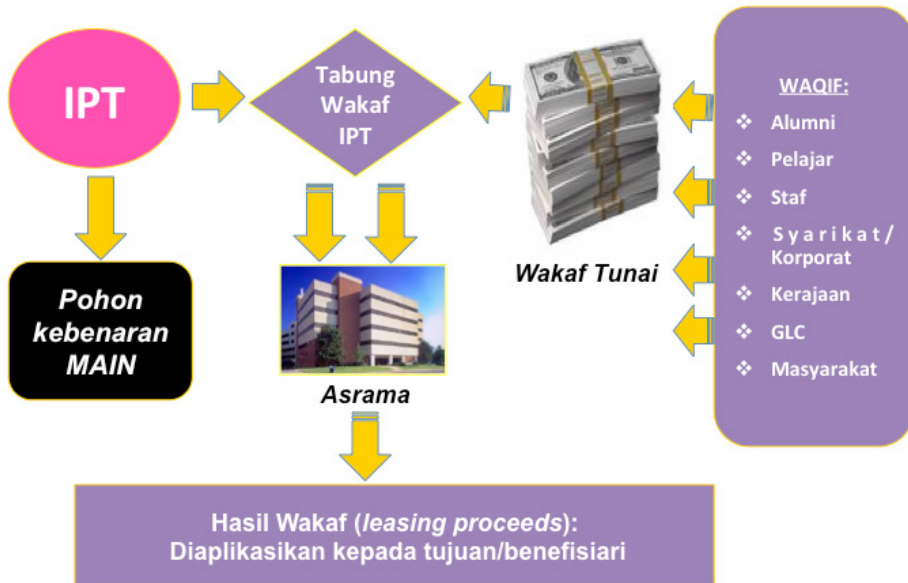 IPT
Tabung
Wakaf
IPT
WAQIF:
❖ Alumni
❖ Pelajar
❖ Staf
❖ S y a r i k a t /
Korporat
❖ Kerajaan
❖ GLC
❖ Masyarakat
Wakaf Tunai
Pohon
kebenaran
MAIN
Asrama
Hasil Wakaf (leasing proceeds):
Diaplikasikan kepada tujuan/benefisiari